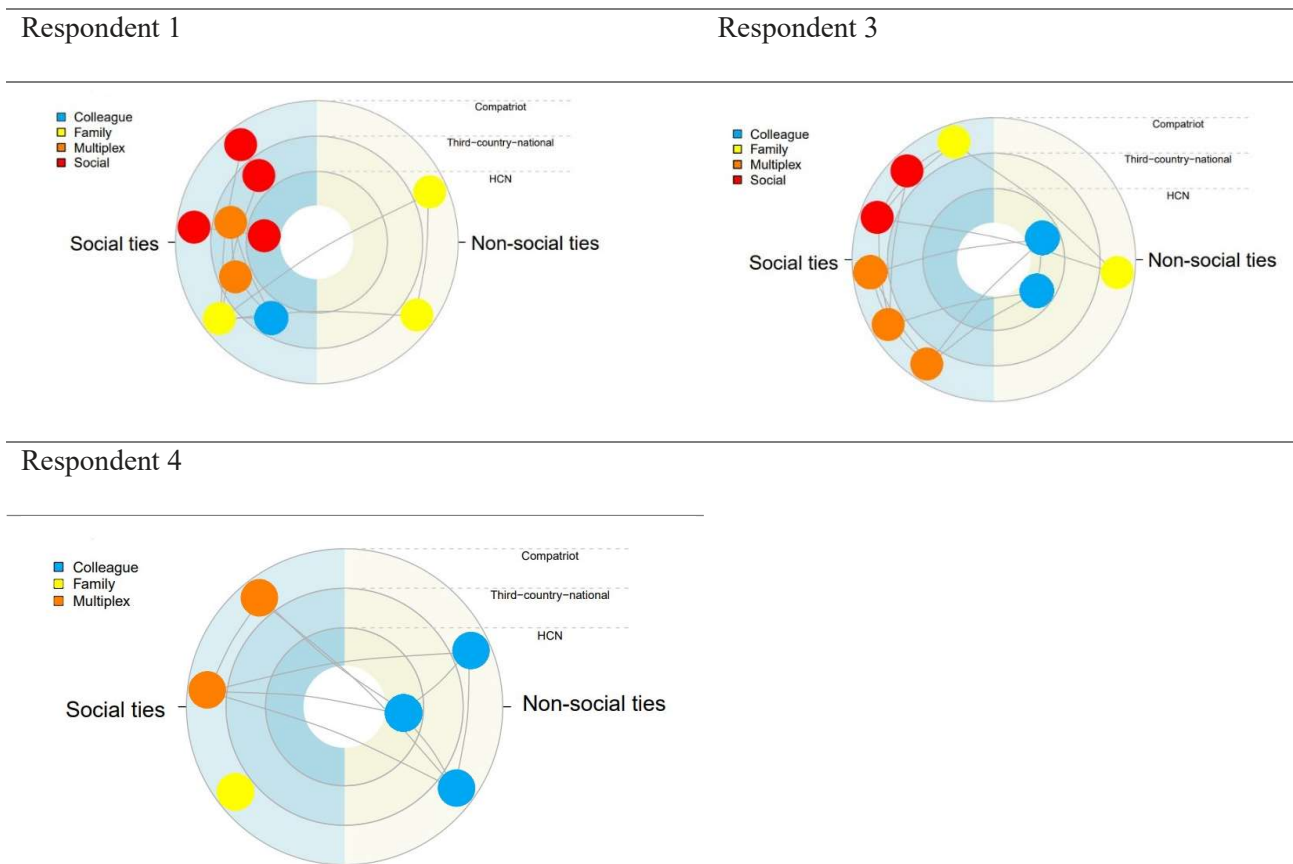 Respondent 1
Respondent 3
Colleague
Family
Multiplex
Social
Compatriot
Third-country-national
HCN
Social ties
Non-social ties
Colleague
Family
Multiplex
Social
Compatriot
Third-country-national
HCN
Social ties
Non-social ties
Respondent 4
Colleague
Family
Multiplex
Compatriot
Third-country-national
HCN
Social ties
Non-social ties